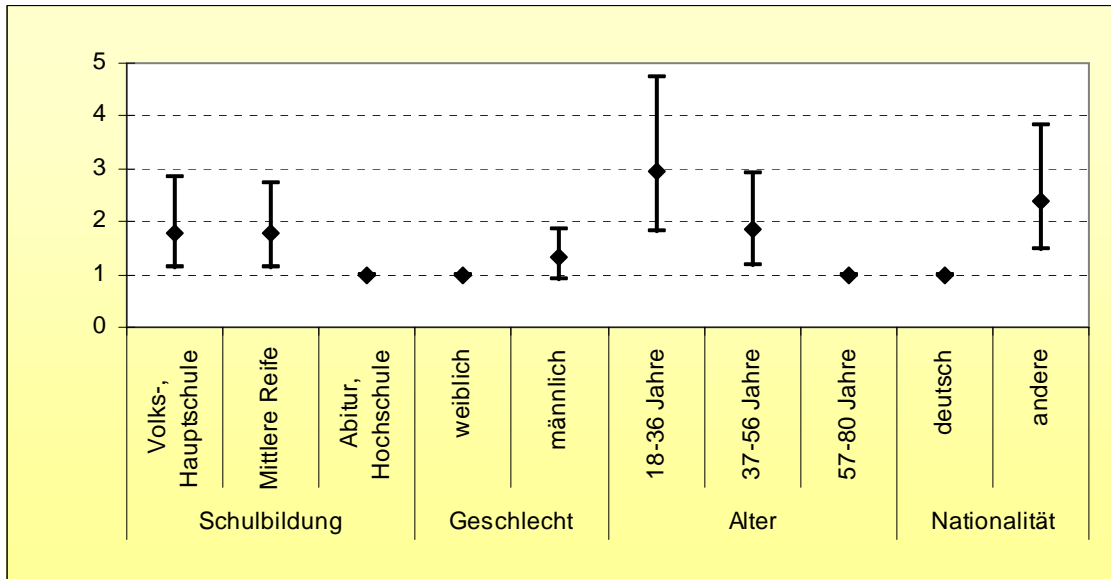 5
4
3
2
1
0
Volks-,
Hauptschule
Mittlere Reife
Abitur,
Hochschule
weiblich
männlich
18-36 Jahre
37-56 Jahre
57-80 Jahre
deutsch
andere
Schulbildung
Geschlecht
Alter
Nationalität